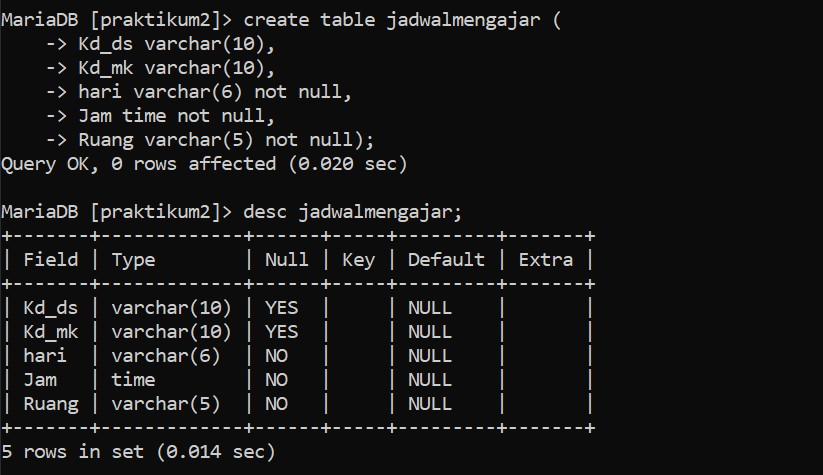 MariaDB [praktikum2]> create table jadwalmengajar (
    -> Kd_ds varchar(10),
    -> Kd_mk varchar(10),
    -> hari varchar(6) not null,
    -> Jam time not null,
    -> Ruang varchar(5) not null);
Query OK, 0 rows affected (0.020 sec)

MariaDB [praktikum2]> desc jadwalmengajar;
+-------+-------------+------+-----+---------+-------+
| Field | Type        | Null | Key | Default | Extra |
+-------+-------------+------+-----+---------+-------+
| Kd_ds | varchar(10) | YES  |     | NULL    |       |
| Kd_mk | varchar(10) | YES  |     | NULL    |       |
| hari  | varchar(6)  | NO   |     | NULL    |       |
| Jam   | time        | NO   |     | NULL    |       |
| Ruang | varchar(5)  | NO   |     | NULL    |       |
+-------+-------------+------+-----+---------+-------+
5 rows in set (0.014 sec)